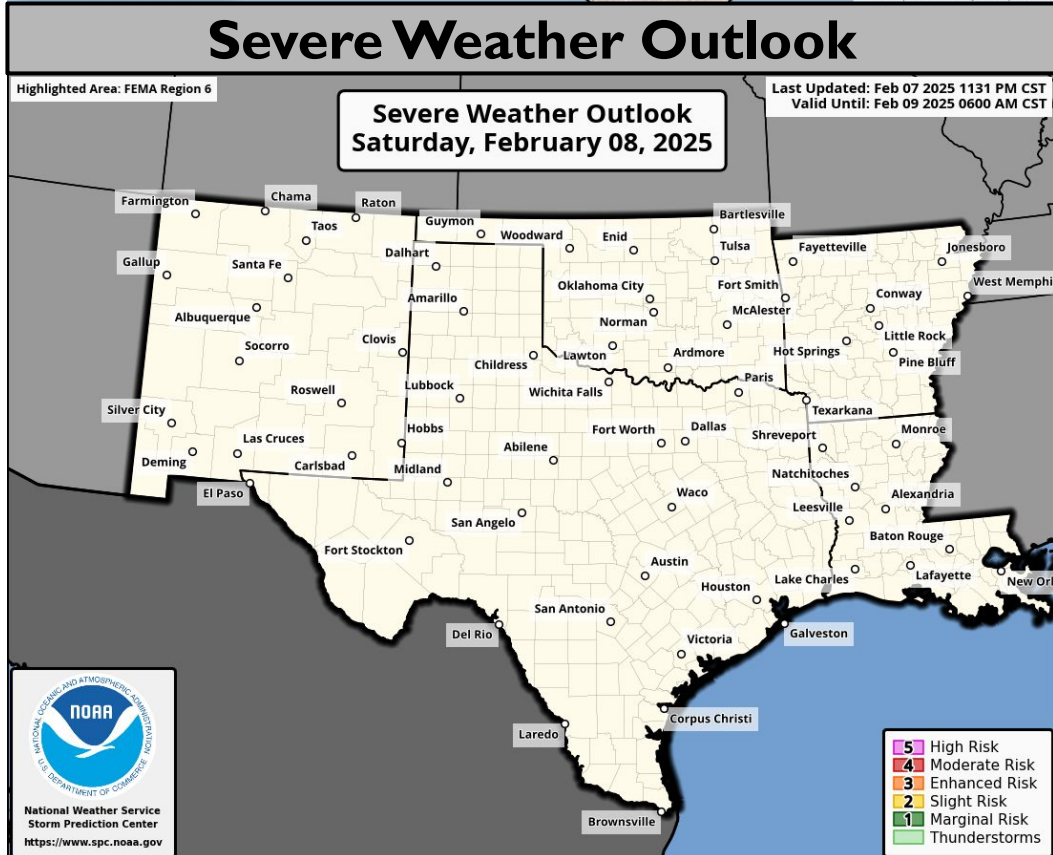 Severe Weather Outlook
Highlighted Area: FEMA Region 6
Last Updated: Feb 07 2025 1131 PM CST
Valid Until: Feb 09 2025 0600 AM CST
Severe Weather Outlook
Saturday, February 08, 2025
Farmington
Chama
Raton
Taos
Guymon
Woodward
Enid
Bartlesville
Tulsa
Fayetteville
Jonesboro
Gallup
Santa Fe
Dalhart
Oklahoma City
Fort Smith
Conway
West Memphi
Albuquerque
Amarillo
Norman
McAlester
Little Rock
Socorro
Clovis
Childress
Lawton
Ardmore
Hot Springs
Pine Bluff
Roswell
Lubbock
Wichita Falls
Paris
Texarkana
Silver City
Las Cruces
Hobbs
Abilene
Fort Worth
Dallas
Shreveport
Monroe
Deming
Carlsbad
Midland
Natchitoches
El Paso
San Angelo
Waco
Leesville
Alexandria
Fort Stockton
Baton Rouge
Austin
Houston
Lake Charles
Lafayette
New Orl
San Antonio
Del Rio
Galveston
Victoria
Laredo
Corpus Christi
Brownsville
NATIONAL OCEANIC AND ATMOSPHERIC ADMINISTRATION
NOAA
U.S. DEPARTMENT OF COMMERCE
National Weather Service
Storm Prediction Center
https://www.spc.noaa.gov
5 High Risk
4 Moderate Risk
3 Enhanced Risk
2 Slight Risk
1 Marginal Risk
Thunderstorms